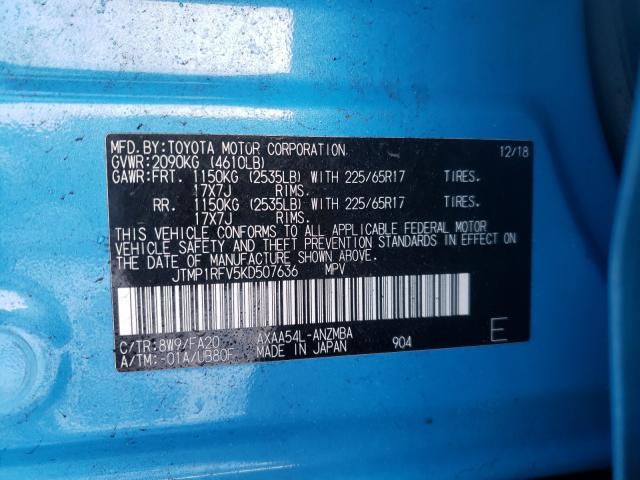 MFD.BY:TOYOTA MOTOR CORPORATION 12/18
GVWR:2090KG (4610LB)
GAWR:FRT. 1150KG (2535LB) WITH 225/65R17 TIRES.
17X7J RIMS.
RR. 1150KG (2535LB) WITH 225/65R17 TIRES.
17X7J RIMS.
THIS VEHICLE CONFORMS TO ALL APPLICABLE FEDERAL MOTOR
VEHICLE SAFETY AND THEFT PREVENTION STANDARDS IN EFFECT ON
THE DATE OF MANUFACTURE SHOWN ABOVE.
JTMP1RFV5KD507636 MPV
C/TR:8W9/FA20 AXAA54L-ANZMBA
A/TM:-01A/UB80F MADE IN JAPAN 904 E